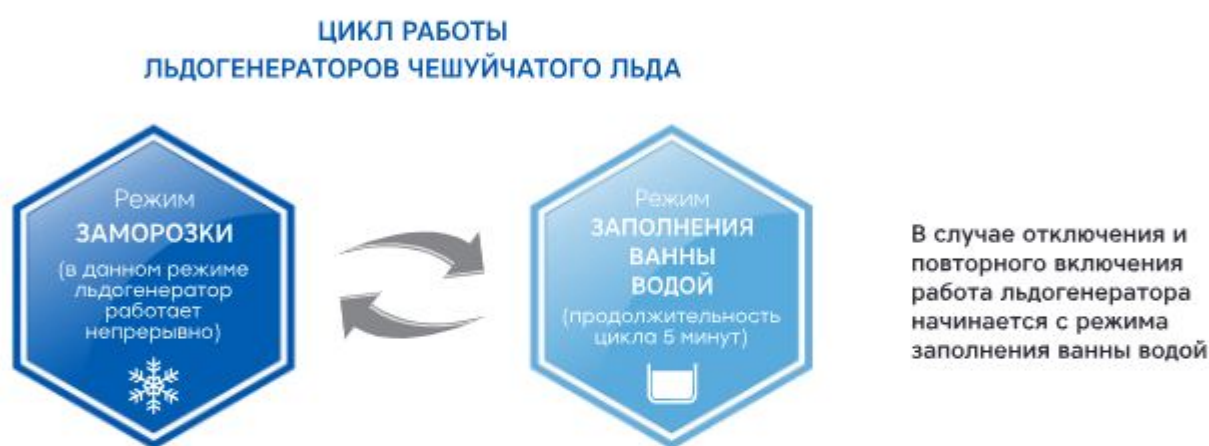 ЦИКЛ РАБОТЫ
ЛЬДОГЕНЕРАТОРОВ ЧЕШУЙЧАТОГО ЛЬДА
Режим
ЗАМОРОЗКИ
(в данном режиме
льдогенератор
работает
непрерывно)
Режим
ЗАПОЛНЕНИЯ
ВАННЫ
ВОДОЙ
(продолжительность
цикла 5 минут)
В случае отключения и
повторного включения
работа льдогенератора
начинается с режима
заполнения ванны водой